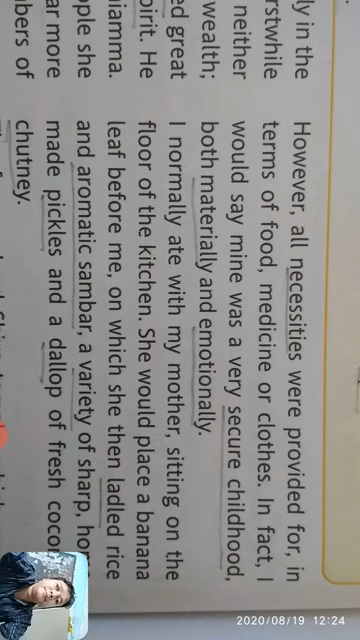 ly in the
rstwhile
neither
wealth;
ed great
pirit. He
iamma.
ople she
ar more
bers of
However, all necessities were provided for, in
terms of food, medicine or clothes. In fact, I
would say mine was a very secure childhood,
both materially and emotionally.
I normally ate with my mother, sitting on the
floor of the kitchen. She would place a banana
leaf before me, on which she then ladled rice
and aromatic sambar, a variety of sharp,
made pickles and a dallop of fresh
chutney.
2020/08/19 12:24